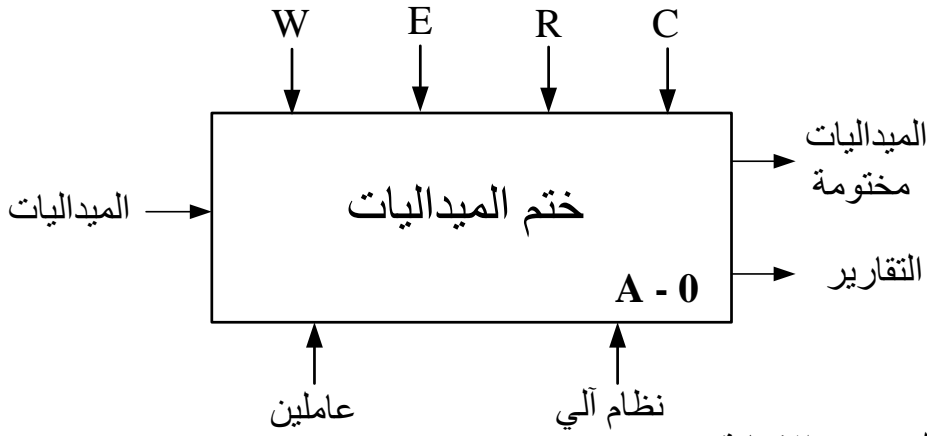 W E R C
الميداليات
مختومة
الميداليات
ختم الميداليات
التقارير
A - 0
نظام آلي
عاملين